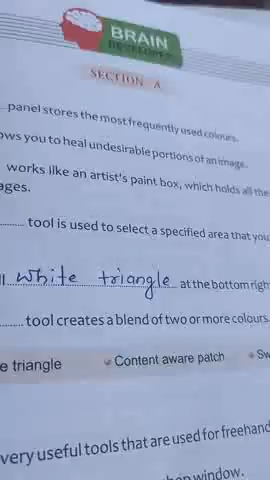 BRAIN
DEVELOPER
SECTION A
panel stores the most frequently used colours.
ows you to heal undesirable portions of an image.
works like an artist's paint box, which holds all the
ages.
tool is used to select a specified area that you
white triangle at the bottom right
tool creates a blend of two or more colours.
e triangle Content aware patch Sw
very useful tools that are used for freehand
window.